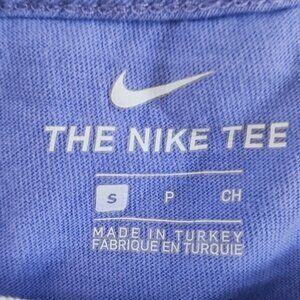 THE NIKE TEE
S P CH
MADE IN TURKEY
FABRIQUE EN TURQUIE